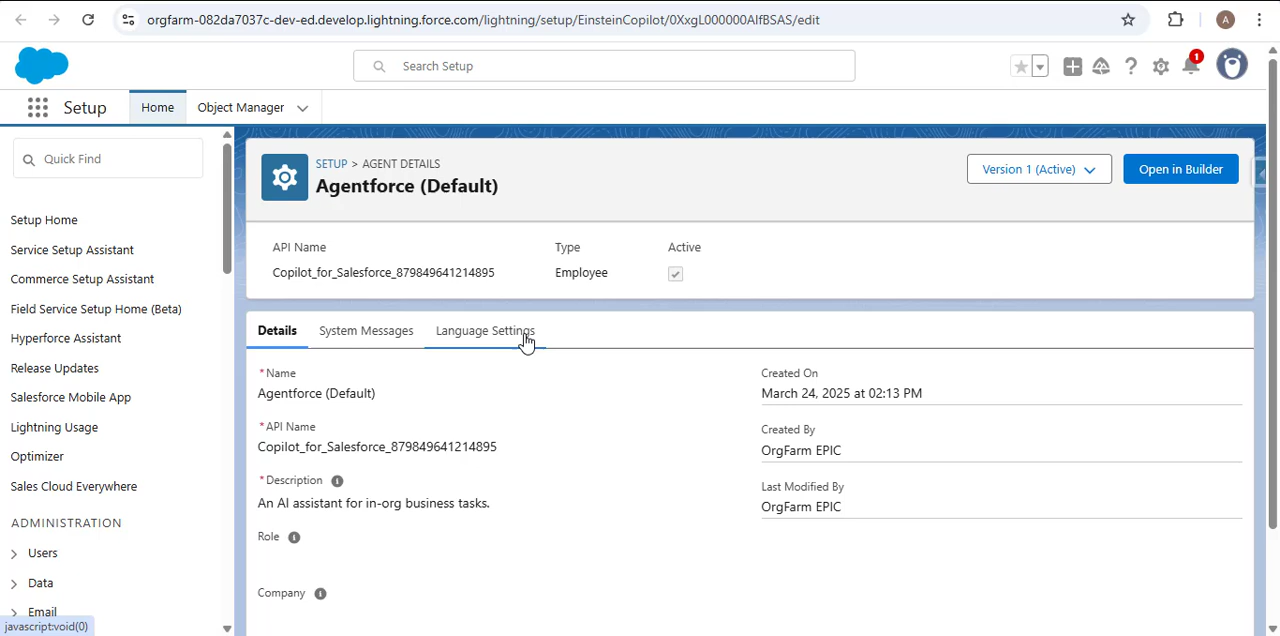 orgfarm-082da7037c-dev-ed.develop.lightning.force.com/lightning/setup/EinsteinCopilot/0XxgL000000AlfBSAS/edit
A
Search Setup
1
Setup
Home
Object Manager
Quick Find
Setup Home
Service Setup Assistant
Commerce Setup Assistant
Field Service Setup Home (Beta)
Hyperforce Assistant
Release Updates
Salesforce Mobile App
Lightning Usage
Optimizer
Sales Cloud Everywhere
ADMINISTRATION
Users
Data
Email
javascript:void(0)
SETUP > AGENT DETAILS
Agentforce (Default)
Version 1 (Active)
Open in Builder
API Name
Type
Active
Copilot_for_Salesforce_879849641214895
Employee
Details
System Messages
Language Settings
*Name
Agentforce (Default)
*API Name
Copilot_for_Salesforce_879849641214895
*Description
An AI assistant for in-org business tasks.
Role
Company
Created On
March 24, 2025 at 02:13 PM
Created By
OrgFarm EPIC
Last Modified By
OrgFarm EPIC